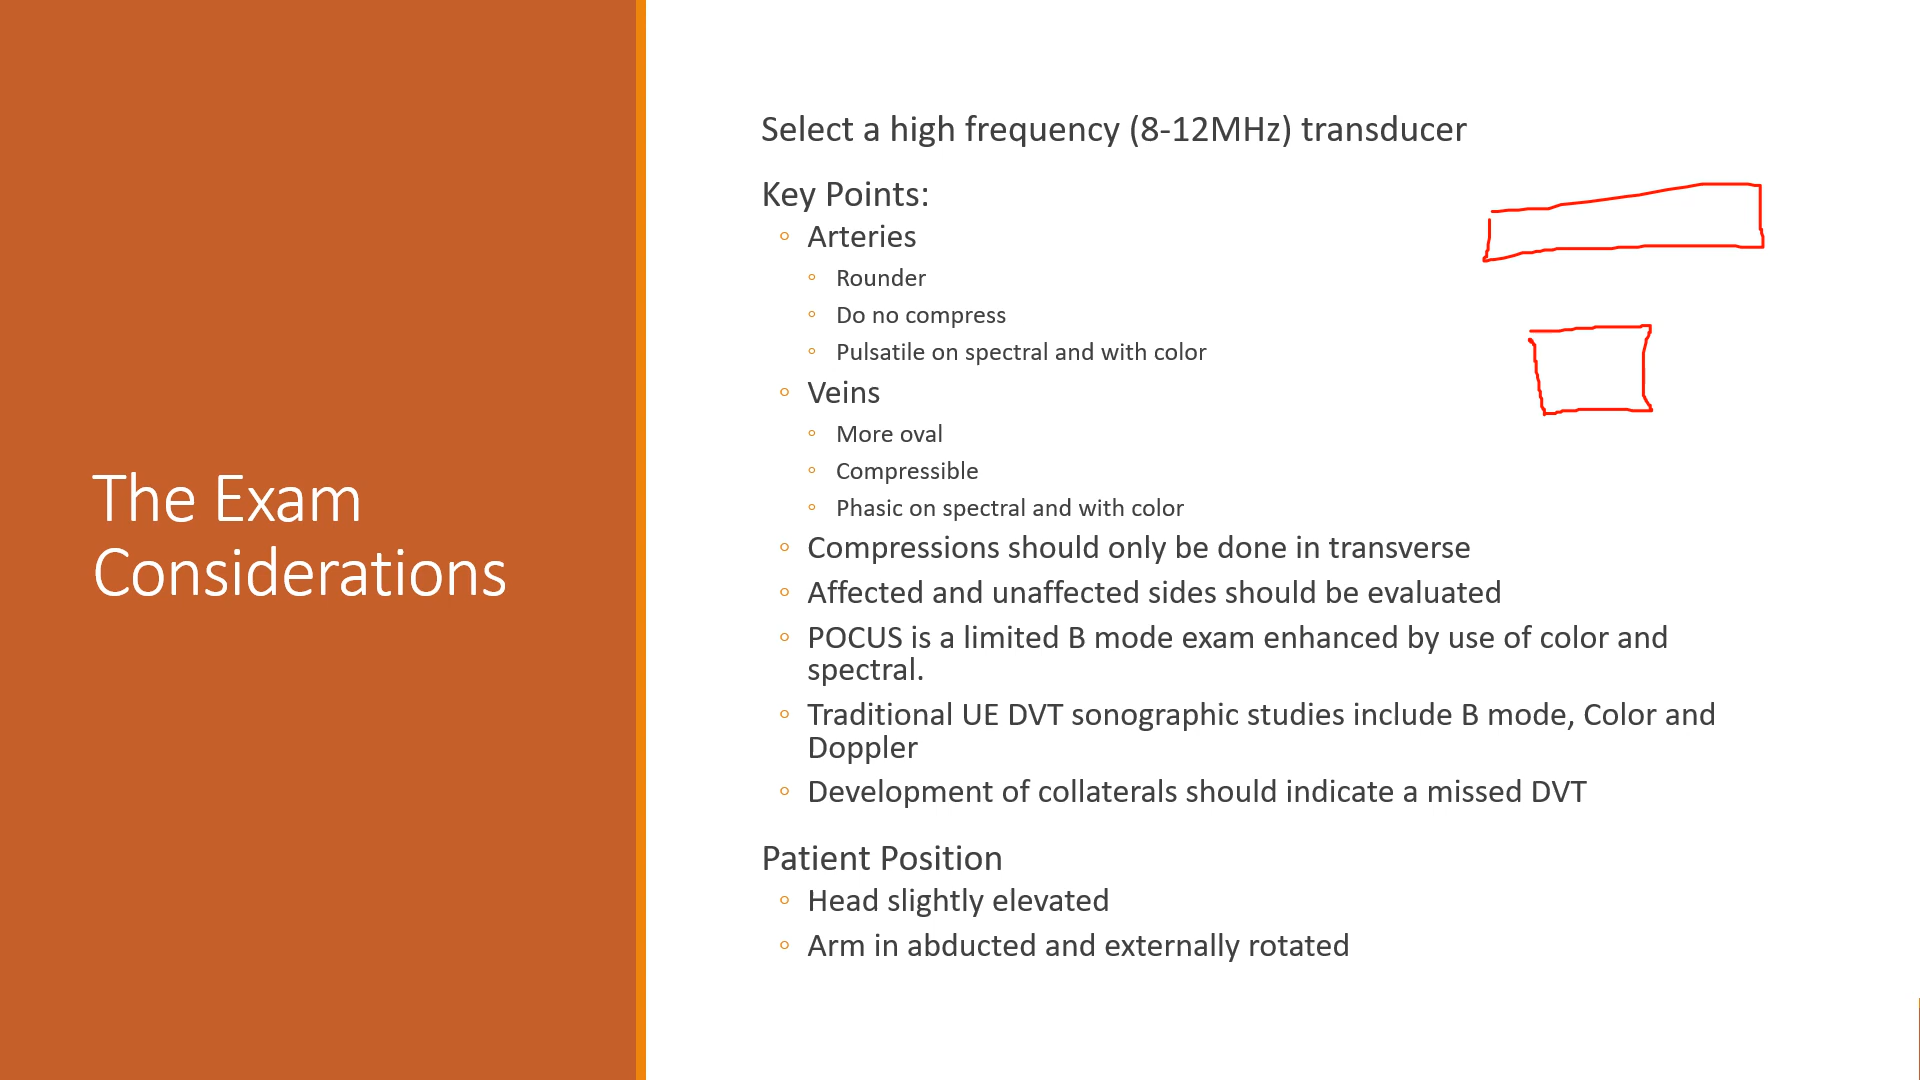 The Exam
Considerations
Select a high frequency (8-12MHz) transducer
Key Points:
◦ Arteries
◦ Rounder
◦ Do no compress
◦ Pulsatile on spectral and with color
◦ Veins
◦ More oval
◦ Compressible
◦ Phasic on spectral and with color
◦ Compressions should only be done in transverse
◦ Affected and unaffected sides should be evaluated
◦ POCUS is a limited B mode exam enhanced by use of color and
spectral.
◦ Traditional UE DVT sonographic studies include B mode, Color and
Doppler
◦ Development of collaterals should indicate a missed DVT
Patient Position
◦ Head slightly elevated
◦ Arm in abducted and externally rotated